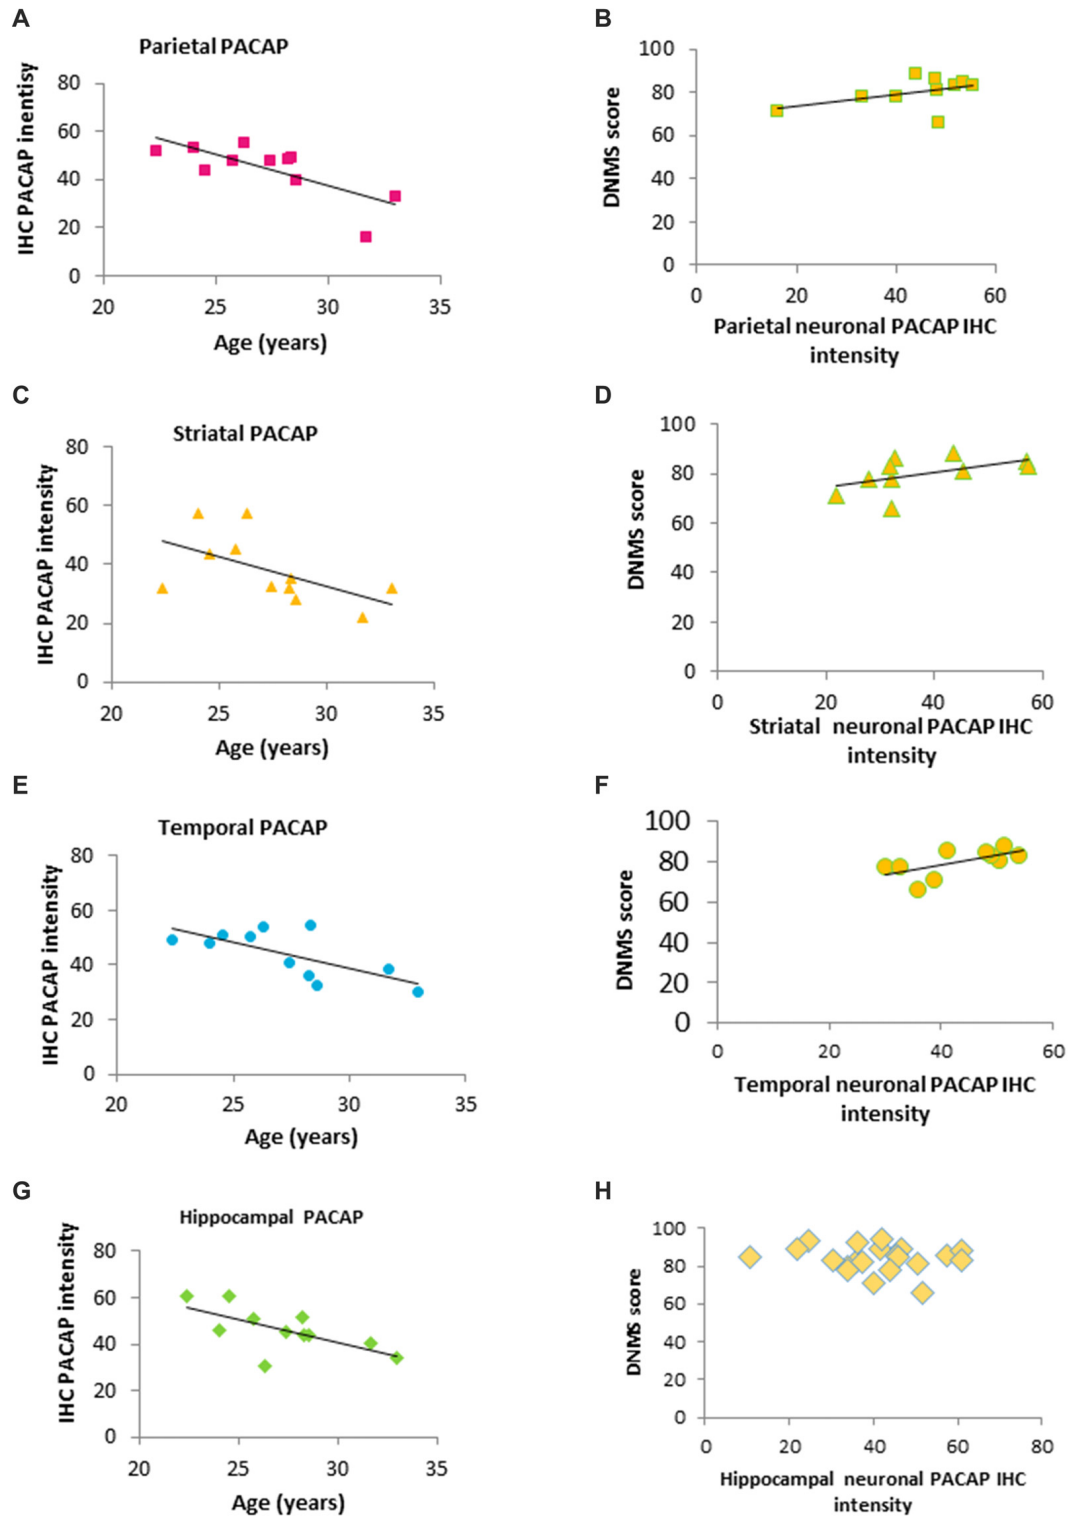 A
Parietal PACAP
IHC PACAP inentisy
80
60
40
20
0
20 25 30 35
Age (years)
B
DNMS score
100
80
60
40
20
0
0 20 40 60
Parietal neuronal PACAP IHC
intensity
C
Striatal PACAP
IHC PACAP intensity
80
60
40
20
0
20 25 30 35
Age (years)
D
DNMS score
100
80
60
40
20
0
0 20 40 60
Striatal neuronal PACAP IHC
intensity
E
Temporal PACAP
IHC PACAP intensity
80
60
40
20
0
20 25 30 35
Age (years)
F
DNMS score
100
80
60
40
20
0
0 20 40 60
Temporal neuronal PACAP IHC
intensity
G
Hippocampal PACAP
IHC PACAP intensity
80
60
40
20
0
20 25 30 35
Age (years)
H
DNMS score
100
80
60
40
20
0
0 20 40 60 80
Hippocampal neuronal PACAP IHC
intensity